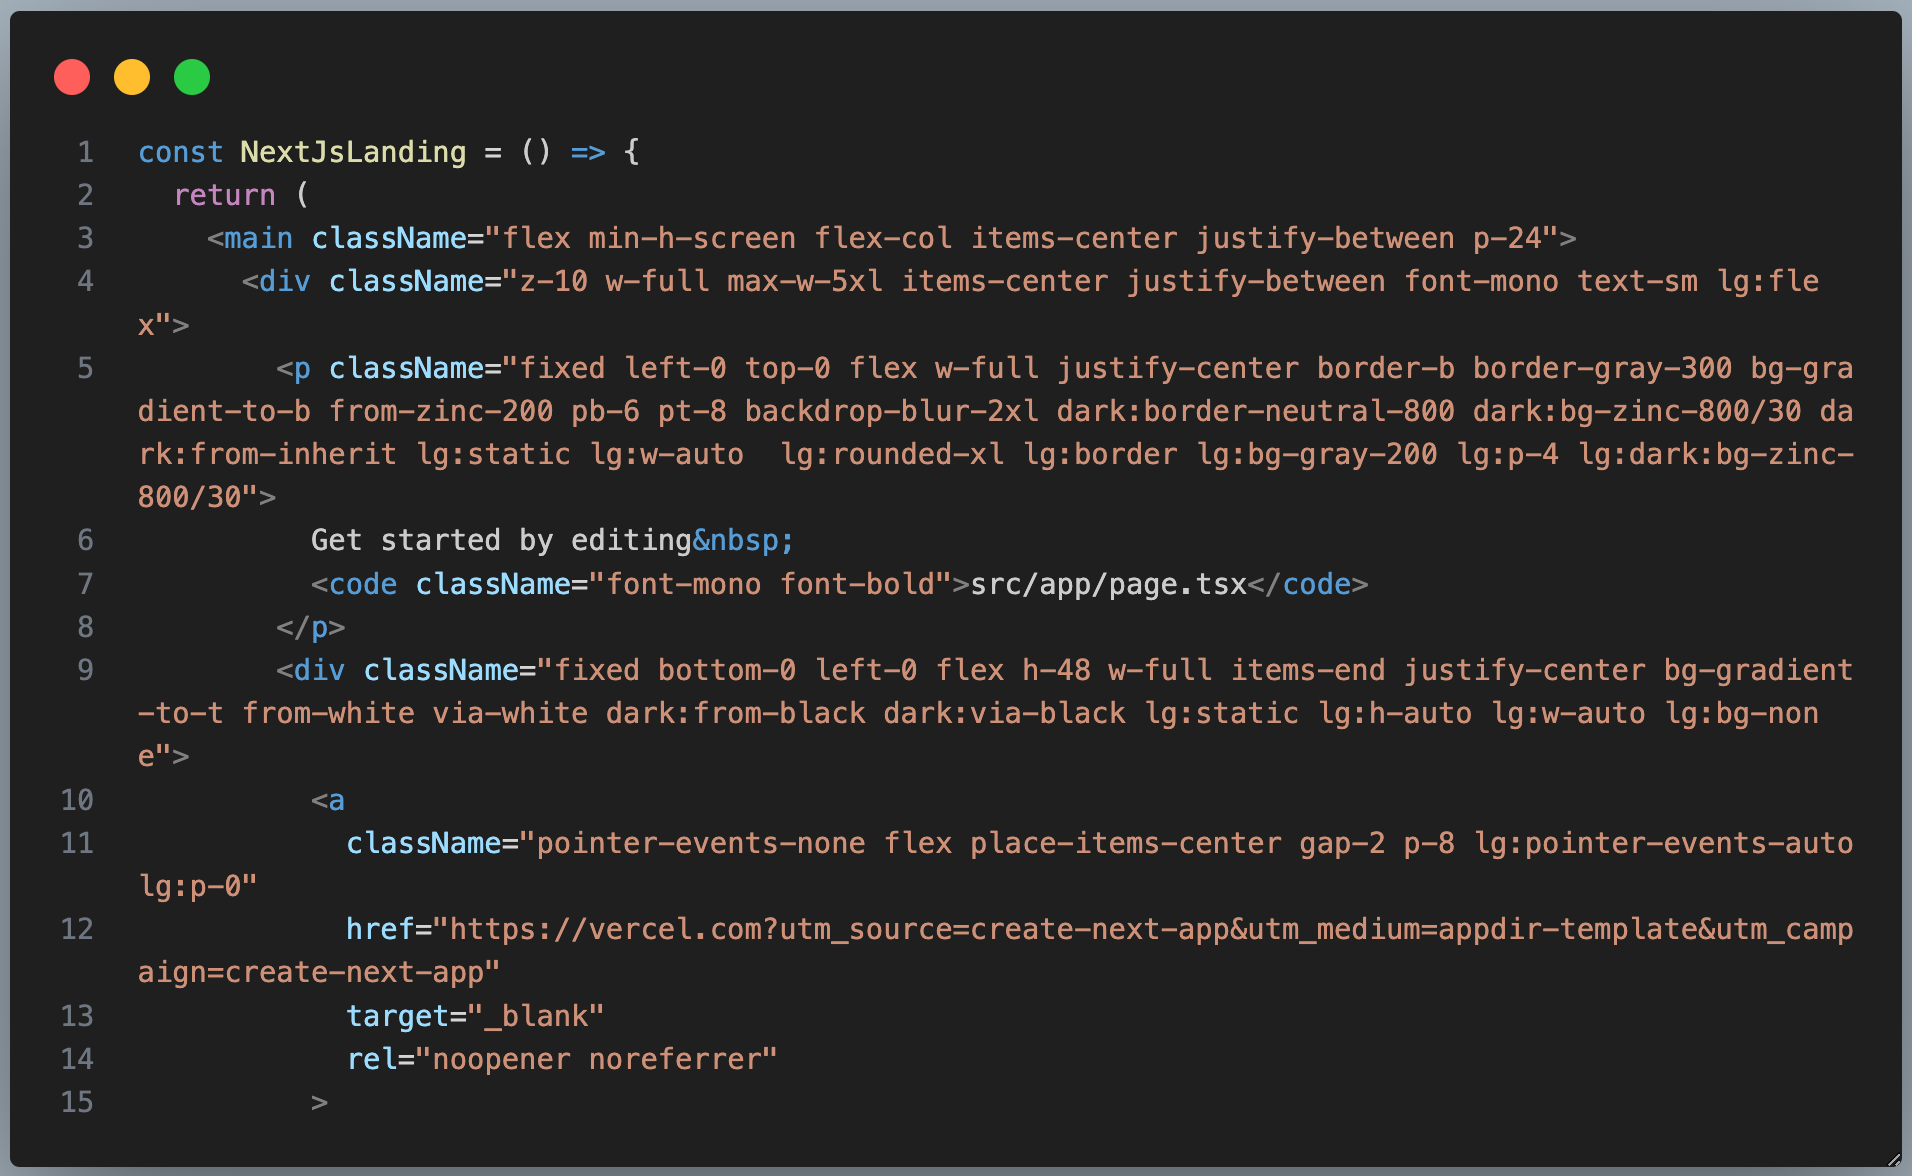 1 const NextJsLanding = () => {
2 return (
3 <main className="flex min-h-screen flex-col items-center justify-between p-24">
4 <div className="z-10 w-full max-w-5xl items-center justify-between font-mono text-sm lg:fle
x">
5 <p className="fixed left-0 top-0 flex w-full justify-center border-b border-gray-300 bg-gra
dient-to-b from-zinc-200 pb-6 pt-8 backdrop-blur-2xl dark:border-neutral-800 dark:bg-zinc-800/30 da
rk:from-inherit lg:static lg:w-auto  lg:rounded-xl lg:border lg:bg-gray-200 lg:p-4 lg:dark:bg-zinc-
800/30">
6 Get started by editing&nbsp;
7 <code className="font-mono font-bold">src/app/page.tsx</code>
8 </p>
9 <div className="fixed bottom-0 left-0 flex h-48 w-full items-end justify-center bg-gradient
-to-t from-white via-white dark:from-black dark:via-black lg:static lg:h-auto lg:w-auto lg:bg-non
e">
10 <a
11 className="pointer-events-none flex place-items-center gap-2 p-8 lg:pointer-events-auto
lg:p-0"
12 href="https://vercel.com?utm_source=create-next-app&utm_medium=appdir-template&utm_camp
aign=create-next-app"
13 target="_blank"
14 rel="noopener noreferrer"
15 >